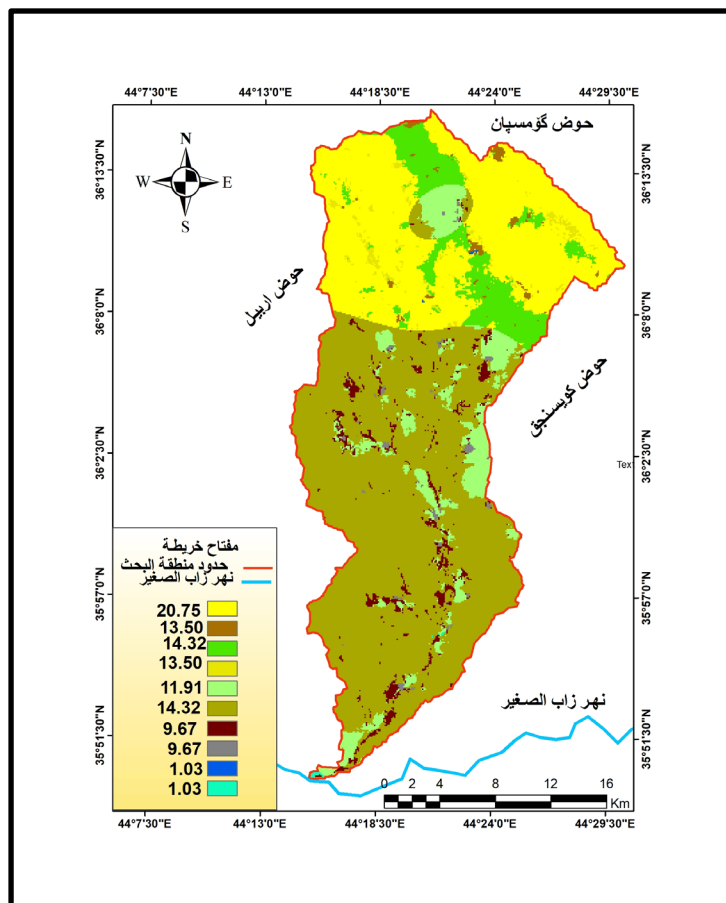 44°7'30"E 44°13'0"E 44°18'30"E 44°24'0"E 44°29'30"E
حوض گۆمسپان
N
W E
S
36°13'30"N 36°13'30"N
حوض اربيل
36°8'0"N 36°8'0"N
حوض كويسنجق
36°2'30"N 36°2'30"N
Tex
مفتاح خريطة
حدود منطقة البحث
نهر زاب الصغير
35°57'0"N 35°57'0"N
20.75
13.50
14.32
13.50
11.91
14.32
9.67
9.67
1.03
1.03
نهر زاب الصغير
35°51'30"N 35°51'30"N
0 2 4 8 12 16
Km
44°7'30"E 44°13'0"E 44°18'30"E 44°24'0"E 44°29'30"E